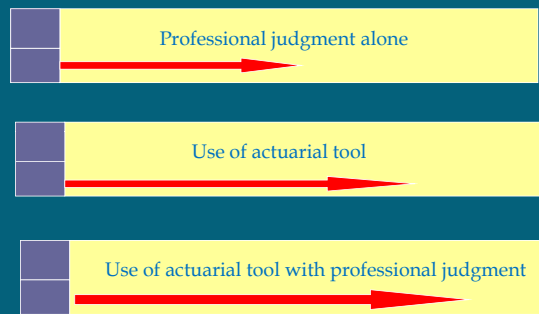 Professional judgment alone
Use of actuarial tool
Use of actuarial tool with professional judgment